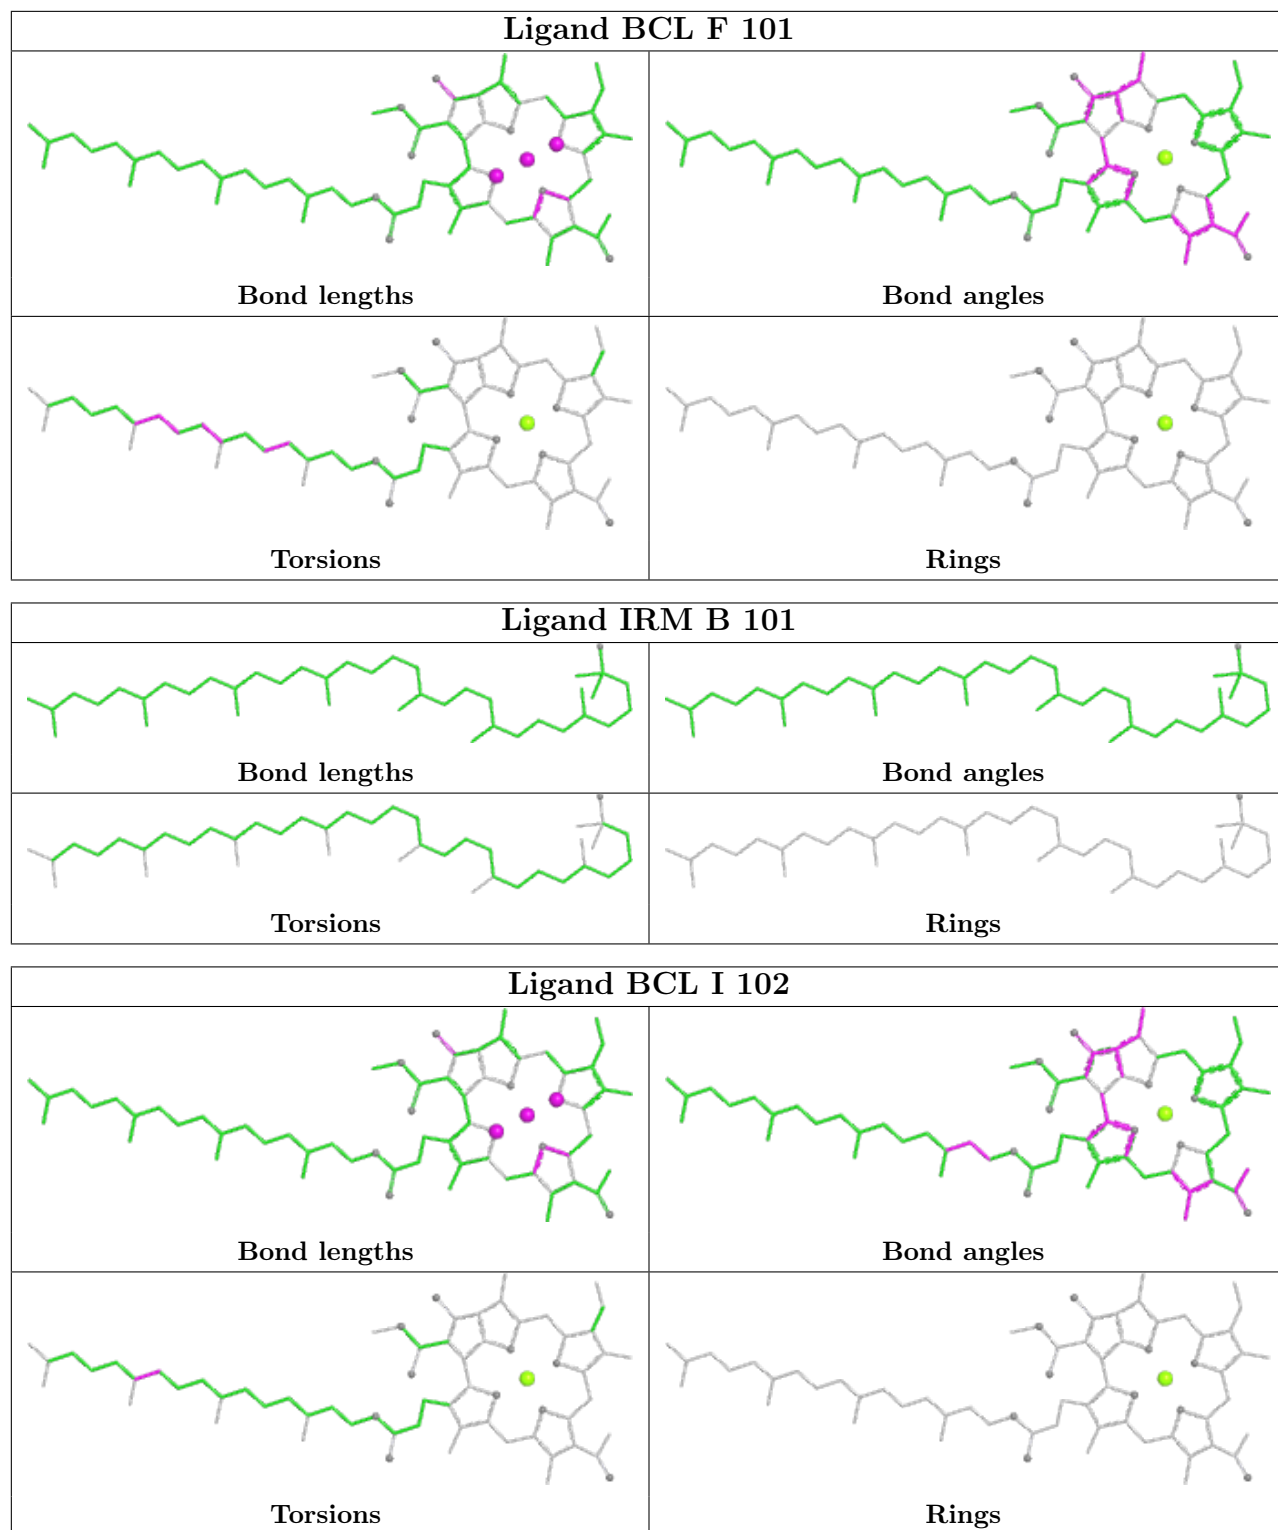 Ligand BCL F 101
Bond lengths
Bond angles
Torsions
Rings
Ligand IRM B 101
Bond lengths
Bond angles
Torsions
Rings
Ligand BCL I 102
Bond lengths
Bond angles
Torsions
Rings